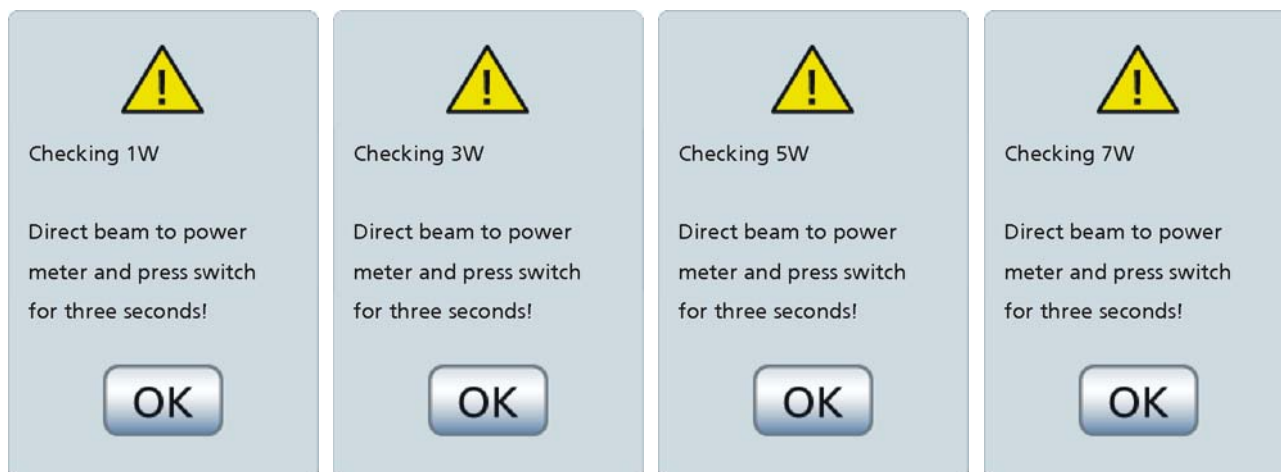 Checking 1W
Direct beam to power
meter and press switch
for three seconds!
OK
Checking 3W
Direct beam to power
meter and press switch
for three seconds!
OK
Checking 5W
Direct beam to power
meter and press switch
for three seconds!
OK
Checking 7W
Direct beam to power
meter and press switch
for three seconds!
OK